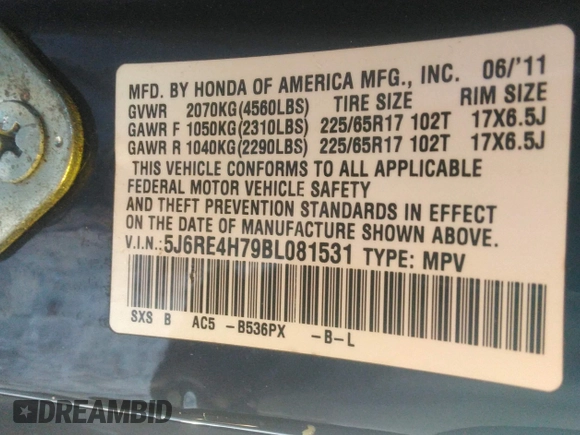 MFD. BY HONDA OF AMERICA MFG., INC. 06/'11
GVWR 2070KG(4560LBS) TIRE SIZE RIM SIZE
GAWR F 1050KG(2310LBS) 225/65R17 102T 17X6.5J
GAWR R 1040KG(2290LBS) 225/65R17 102T 17X6.5J
THIS VEHICLE CONFORMS TO ALL APPLICABLE
FEDERAL MOTOR VEHICLE SAFETY
AND THEFT PREVENTION STANDARDS IN EFFECT
ON THE DATE OF MANUFACTURE SHOWN ABOVE.
V.I.N.:5J6RE4H79BL081531 TYPE: MPV
SXS B AC5 -B536PX -B-L
DREAMBID